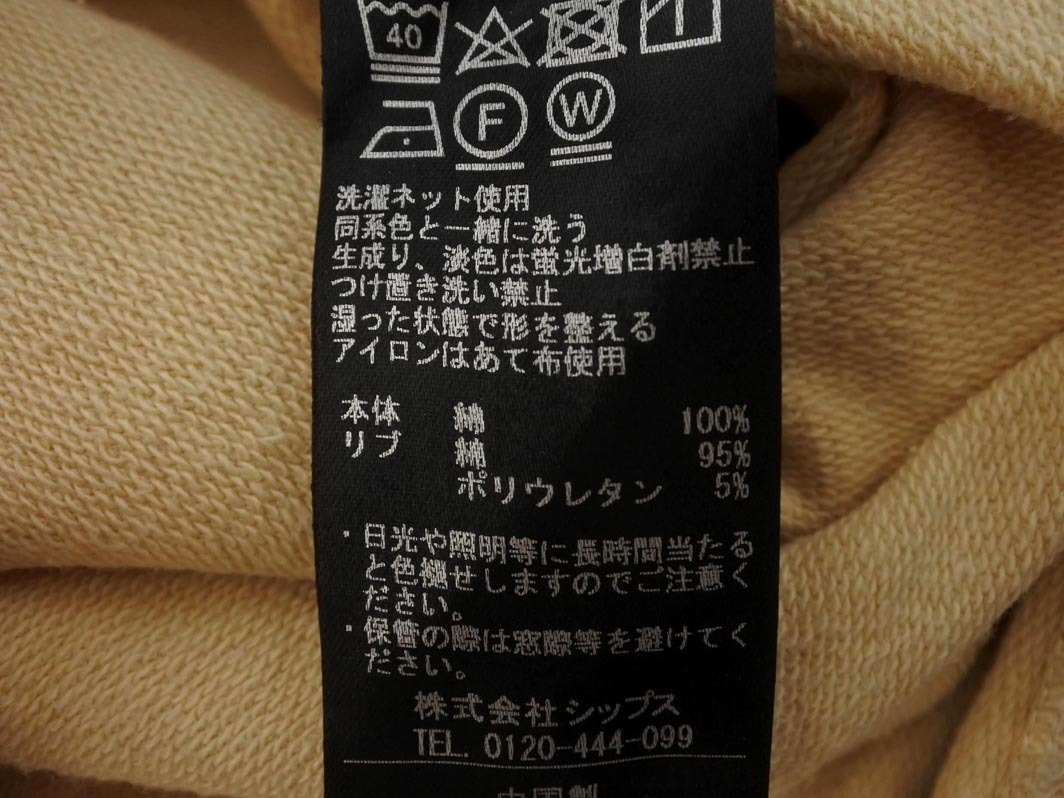 40
F W
洗濯ネット使用
同系色と一緒に洗う
生成り、淡色は蛍光増白剤禁止
つけ置き洗い禁止
湿った状態で形を整える
アイロンはあて布使用
本体 綿 100%
リブ 綿 95%
ポリウレタン 5%
・日光や照明等に長時間当たる
と色褪せしますのでご注意く
ださい。
・保管の際は窓際等を避けてく
ださい。
株式会社シップス
TEL. 0120-444-099
中国製